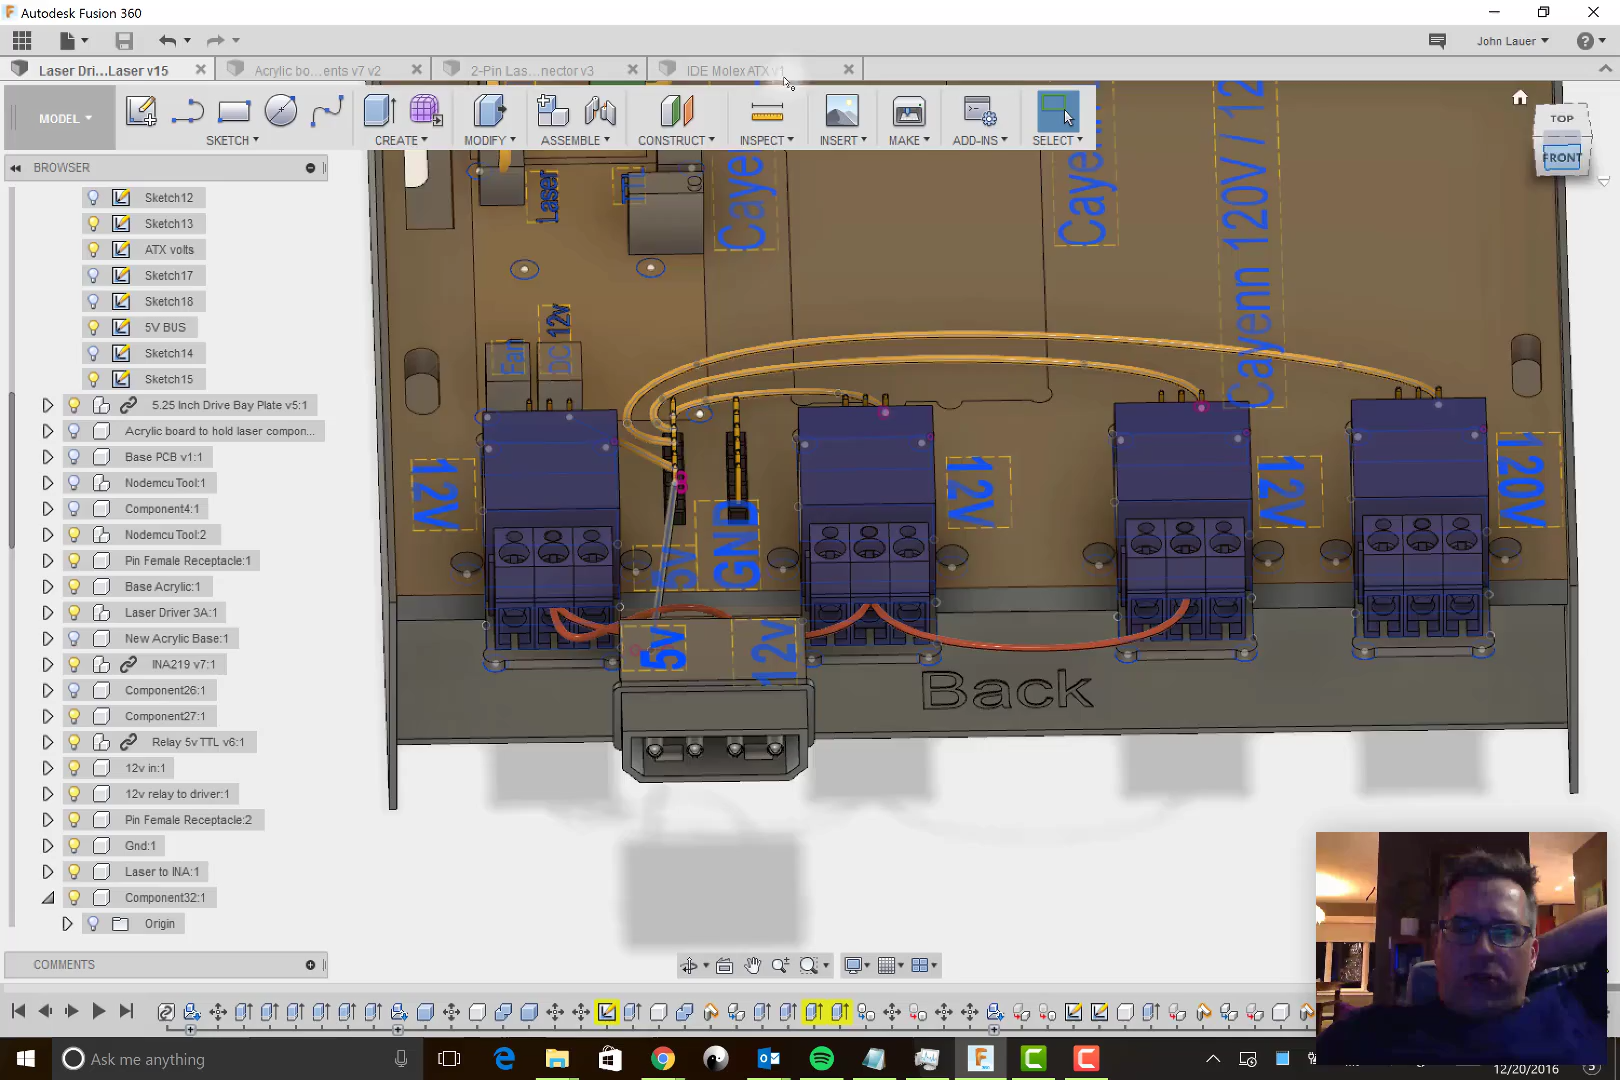 Autodesk Fusion 360
John Lauer
Laser Dri...Laser v15
Acrylic bo...ents v7 v2
2-Pin Las...nector v3
IDE Molex ATX v1
MODEL
SKETCH
CREATE
MODIFY
ASSEMBLE
CONSTRUCT
INSPECT
INSERT
MAKE
ADD-INS
SELECT
TOP
FRONT
BROWSER
Sketch12
Sketch13
ATX volts
Sketch17
Sketch18
5V BUS
Sketch14
Sketch15
5.25 Inch Drive Bay Plate v5:1
Acrylic board to hold laser compon...
Base PCB v1:1
Nodemcu Tool:1
Component4:1
Nodemcu Tool:2
Pin Female Receptacle:1
Base Acrylic:1
Laser Driver 3A:1
New Acrylic Base:1
INA219 v7:1
Component26:1
Component27:1
Relay 5v TTL v6:1
12v in:1
12v relay to driver:1
Pin Female Receptacle:2
Gnd:1
Laser to INA:1
Component32:1
Origin
COMMENTS
Laser
TTL
Cayenn 120V / 12
Fan
DC 12v
12V
5v
GND
12V
12V
120V
5v
12v
Back
Ask me anything
12/20/2016